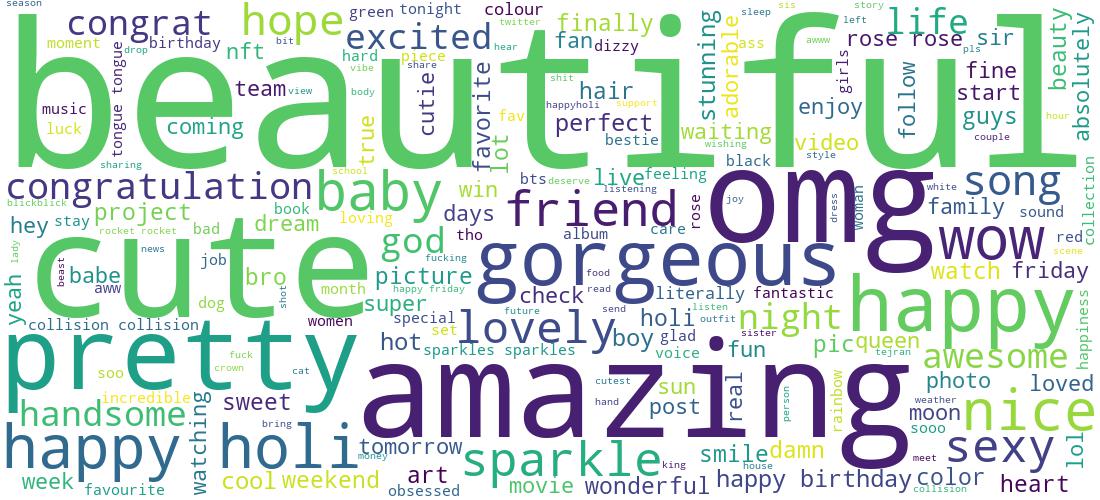 season
congrat
hope
green
tonight
colour
twitter
finally
stunning
sleep
sis
story
left
life
beautiful
moment
drop
birthday
nft
bit
hard
excited
piece
hear
fan
dizzy
adorable
ass
awww
rose rose
sir
pls
beauty
absolutely
tongue tongue
vibe
share
shit
girls
fine
music
team
view
body
cutie
favorite
hair
happyholi
support
enjoy
follow
start
luck
coming
true
fav
perfect
guys
hour
lot
bestie
waiting
wishing
video
couple
sharing
school
black
style
collection
congratulation
baby
win
bts
deserve
live
feeling
listening
omg
woman
white
song
blickblick
book
loving
days
friend
rose
joy
dress
family
sound
hey
stay
project
rocket rocket
bad
dream
god
tho
album
care
wow
red
scene
lady
cute
news
beast
babe
aww
job
bro
month
fucking
picture
gorgeous
food
read
literally
fantastic
watch
friday
yeah
dog
shot
super
happy friday
check
send
happy
happiness
collision collision
women
special
set
future
lovely
holi
listen
outfit
night
pretty
hot
sparkles sparkles
boy
glad
voice
sister
fun
pic
queen
tejran
awesome
fuck
crown
cat
soo
incredible
amazing
cutest
hand
sun
post
real
person
rainbow
photo
weather
loved
handsome
watching
sweet
moon
nice
sooo
happy
bring
holi
tomorrow
money
sparkle
king
smile
damn
house
meet
sexy
lol
week
favourite
cool
weekend
art
obsessed
movie
wonderful
happy birthday
color
collision
heart